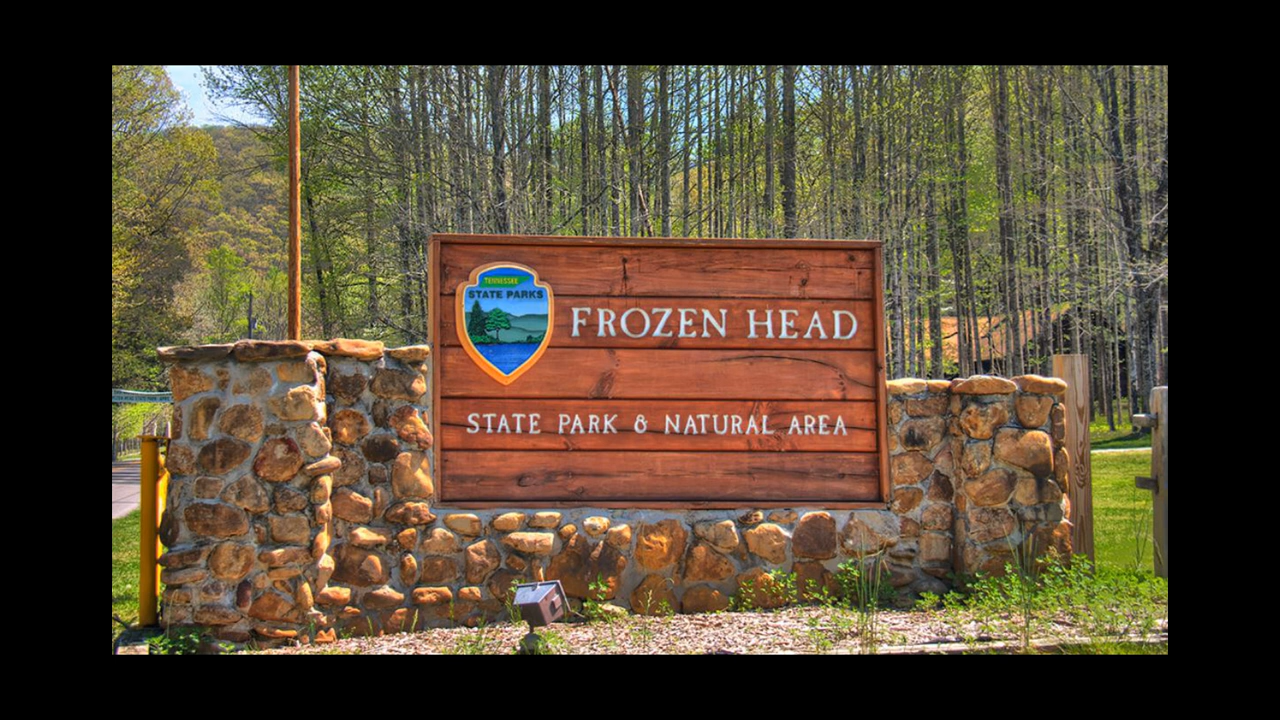 TENNESSEE
STATE PARKS
FROZEN HEAD
STATE PARK & NATURAL AREA